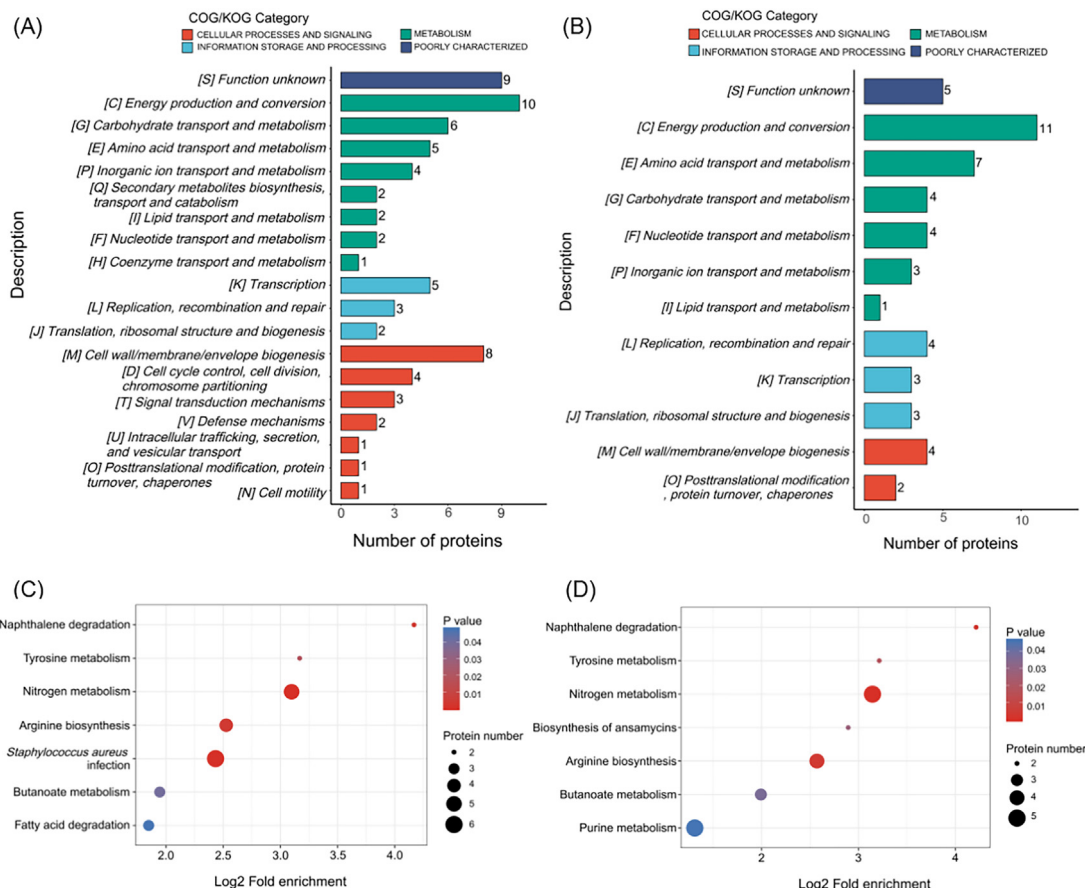 (A)
COG/KOG Category
CELLULAR PROCESSES AND SIGNALING
METABOLISM
INFORMATION STORAGE AND PROCESSING
POORLY CHARACTERIZED
Description
[S] Function unknown
9
[C] Energy production and conversion
10
[G] Carbohydrate transport and metabolism
6
[E] Amino acid transport and metabolism
5
[P] Inorganic ion transport and metabolism
4
[Q] Secondary metabolites biosynthesis,
transport and catabolism
2
[I] Lipid transport and metabolism
2
[F] Nucleotide transport and metabolism
2
[H] Coenzyme transport and metabolism
1
[K] Transcription
5
[L] Replication, recombination and repair
3
[J] Translation, ribosomal structure and biogenesis
2
[M] Cell wall/membrane/envelope biogenesis
8
[D] Cell cycle control, cell division,
chromosome partitioning
4
[T] Signal transduction mechanisms
3
[V] Defense mechanisms
2
[U] Intracellular trafficking, secretion,
and vesicular transport
1
[O] Posttranslational modification, protein
turnover, chaperones
1
[N] Cell motility
1
0 3 6 9
Number of proteins
(B)
COG/KOG Category
CELLULAR PROCESSES AND SIGNALING
METABOLISM
INFORMATION STORAGE AND PROCESSING
POORLY CHARACTERIZED
Description
[S] Function unknown
5
[C] Energy production and conversion
11
[E] Amino acid transport and metabolism
7
[G] Carbohydrate transport and metabolism
4
[F] Nucleotide transport and metabolism
4
[P] Inorganic ion transport and metabolism
3
[I] Lipid transport and metabolism
1
[L] Replication, recombination and repair
4
[K] Transcription
3
[J] Translation, ribosomal structure and biogenesis
3
[M] Cell wall/membrane/envelope biogenesis
4
[O] Posttranslational modification
, protein turnover, chaperones
2
0 5 10
Number of proteins
(C)
Naphthalene degradation
Tyrosine metabolism
Nitrogen metabolism
Arginine biosynthesis
Staphylococcus aureus
infection
Butanoate metabolism
Fatty acid degradation
2.0 2.5 3.0 3.5 4.0
Log2 Fold enrichment
P value
0.04
0.03
0.02
0.01
Protein number
2
3
4
5
6
(D)
Naphthalene degradation
Tyrosine metabolism
Nitrogen metabolism
Biosynthesis of ansamycins
Arginine biosynthesis
Butanoate metabolism
Purine metabolism
2 3 4
Log2 Fold enrichment
P value
0.04
0.03
0.02
0.01
Protein number
2
3
4
5